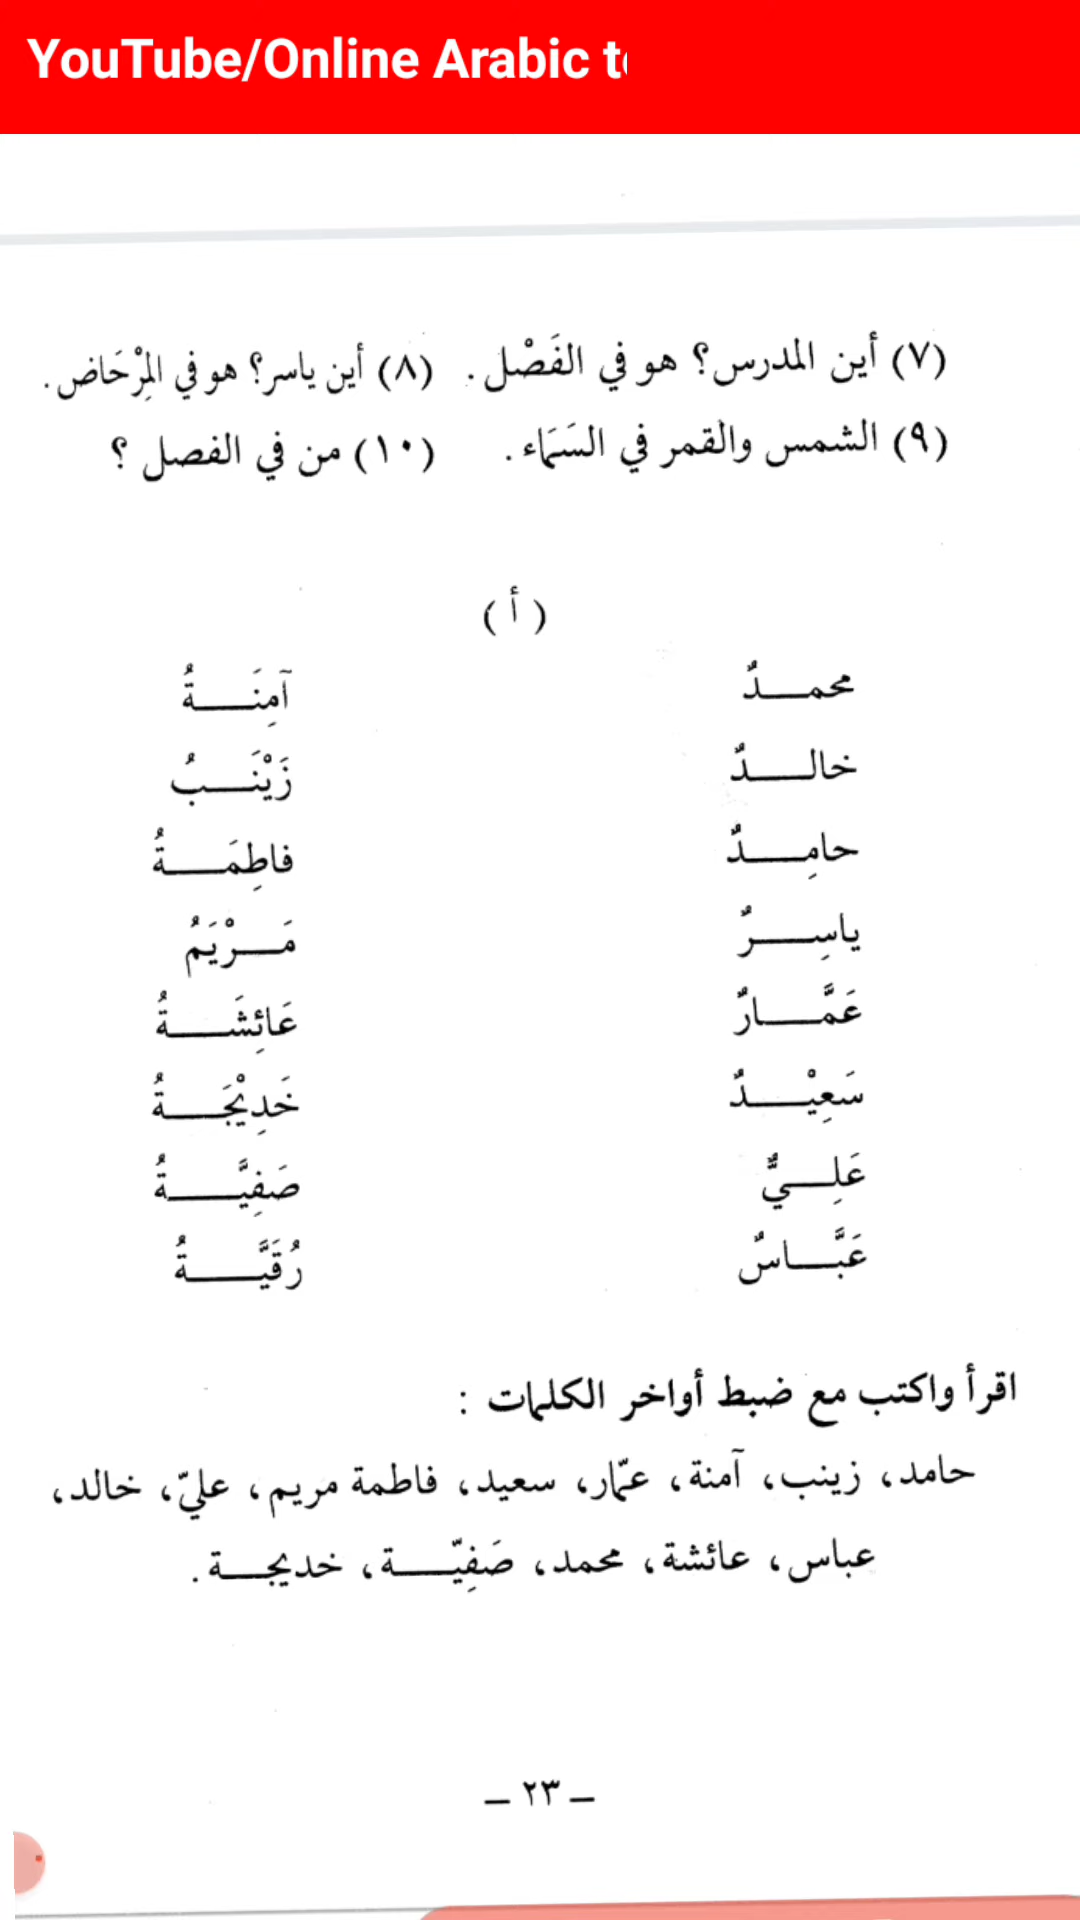 YouTube/Online Arabic t
(٧) أين المدرس؟ هو في الفَصْل . (٨) أين ياسر؟ هو في المِرْحَاض .
(٩) الشمس والقمر في السَمَاء . (١٠) من في الفصل ؟
( أ )
محمـــدٌ آمِنَـــةُ
خالـــدٌ زَيْنَـــبُ
حامِـــدٌ فاطِمَـــةُ
ياسِـــرٌ مَـــرْيَمُ
عَمَّـــارٌ عَائِشَـــةُ
سَعِيْـــدٌ خَدِيْجَـــةُ
عَلِـــيٌّ صَفِيَّـــةُ
عَبَّـــاسٌ رُقَيَّـــةُ
اقرأ واكتب مع ضبط أواخر الكلمات :
حامد، زينب، آمنة، عمّار، سعيد، فاطمة مريم، عليّ، خالد،
عباس، عائشة، محمد، صَفِيّـــة، خديجـــة .
– ٢٣ –